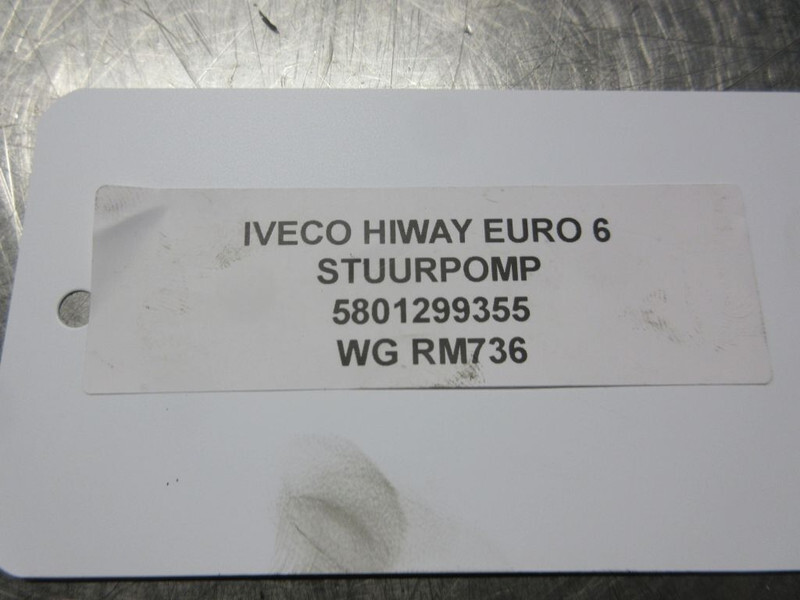 IVECO HIWAY EURO 6
STUURPOMP
5801299355
WG RM736